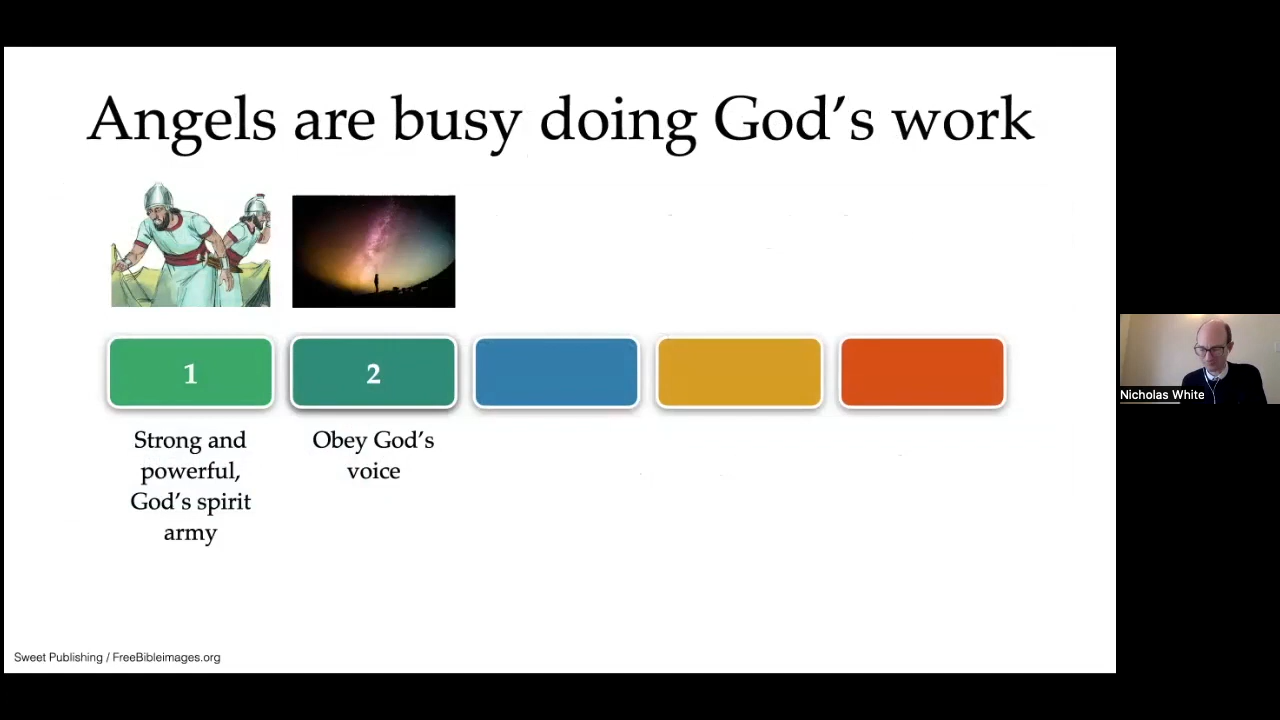 Angels are busy doing God's work
1
2
Strong and
powerful,
God's spirit
army
Obey God's
voice
Nicholas White
Sweet Publishing / FreeBibleimages.org